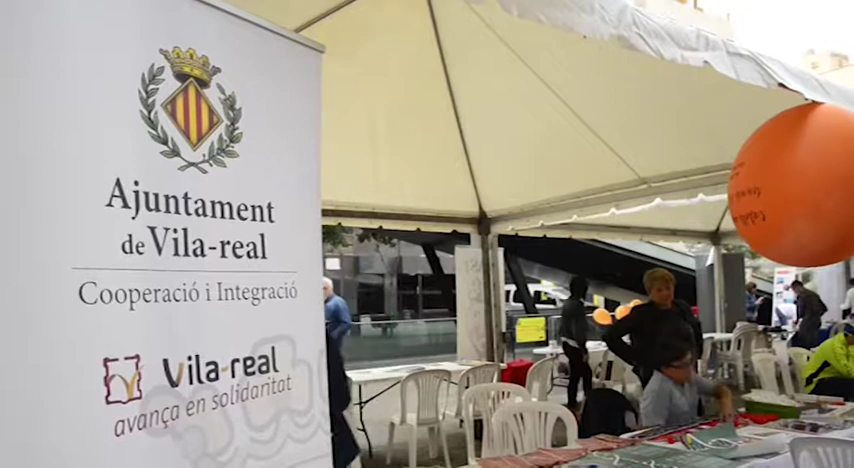 Ajuntament
de Vila-real
Cooperació i Integració
Vila-real
avança en solidaritat